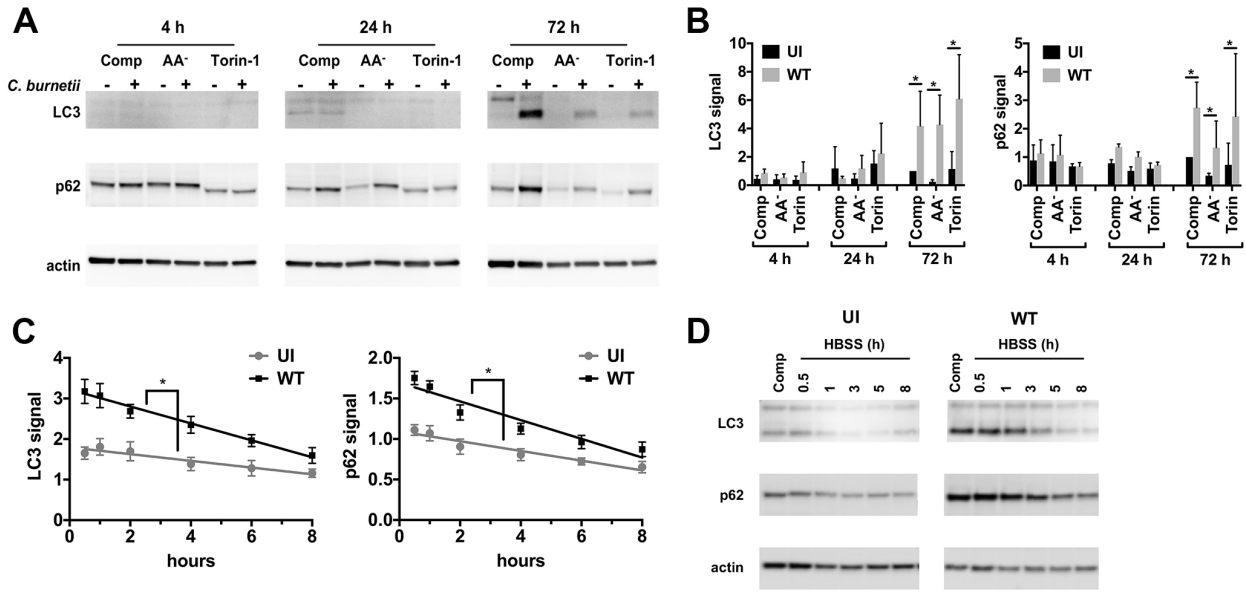 A
4 h 24 h 72 h
Comp AA- Torin-1 Comp AA- Torin-1 Comp AA- Torin-1
C. burnetii - + - + - + - + - + - + - + - + - +
LC3
p62
actin
B
UI
WT
LC3 signal
10
8
6
4
2
0
Comp AA- Torin Comp AA- Torin Comp AA- Torin
4 h 24 h 72 h
* * *
UI
WT
p62 signal
5
4
3
2
1
0
Comp AA- Torin Comp AA- Torin Comp AA- Torin
4 h 24 h 72 h
* * *
C
UI
WT
*
LC3 signal
4
3
2
1
0
0 2 4 6 8
hours
UI
WT
*
p62 signal
2.0
1.5
1.0
0.5
0.0
0 2 4 6 8
hours
D
UI WT
HBSS (h) HBSS (h)
Comp 0.5 1 3 5 8 Comp 0.5 1 3 5 8
LC3
p62
actin